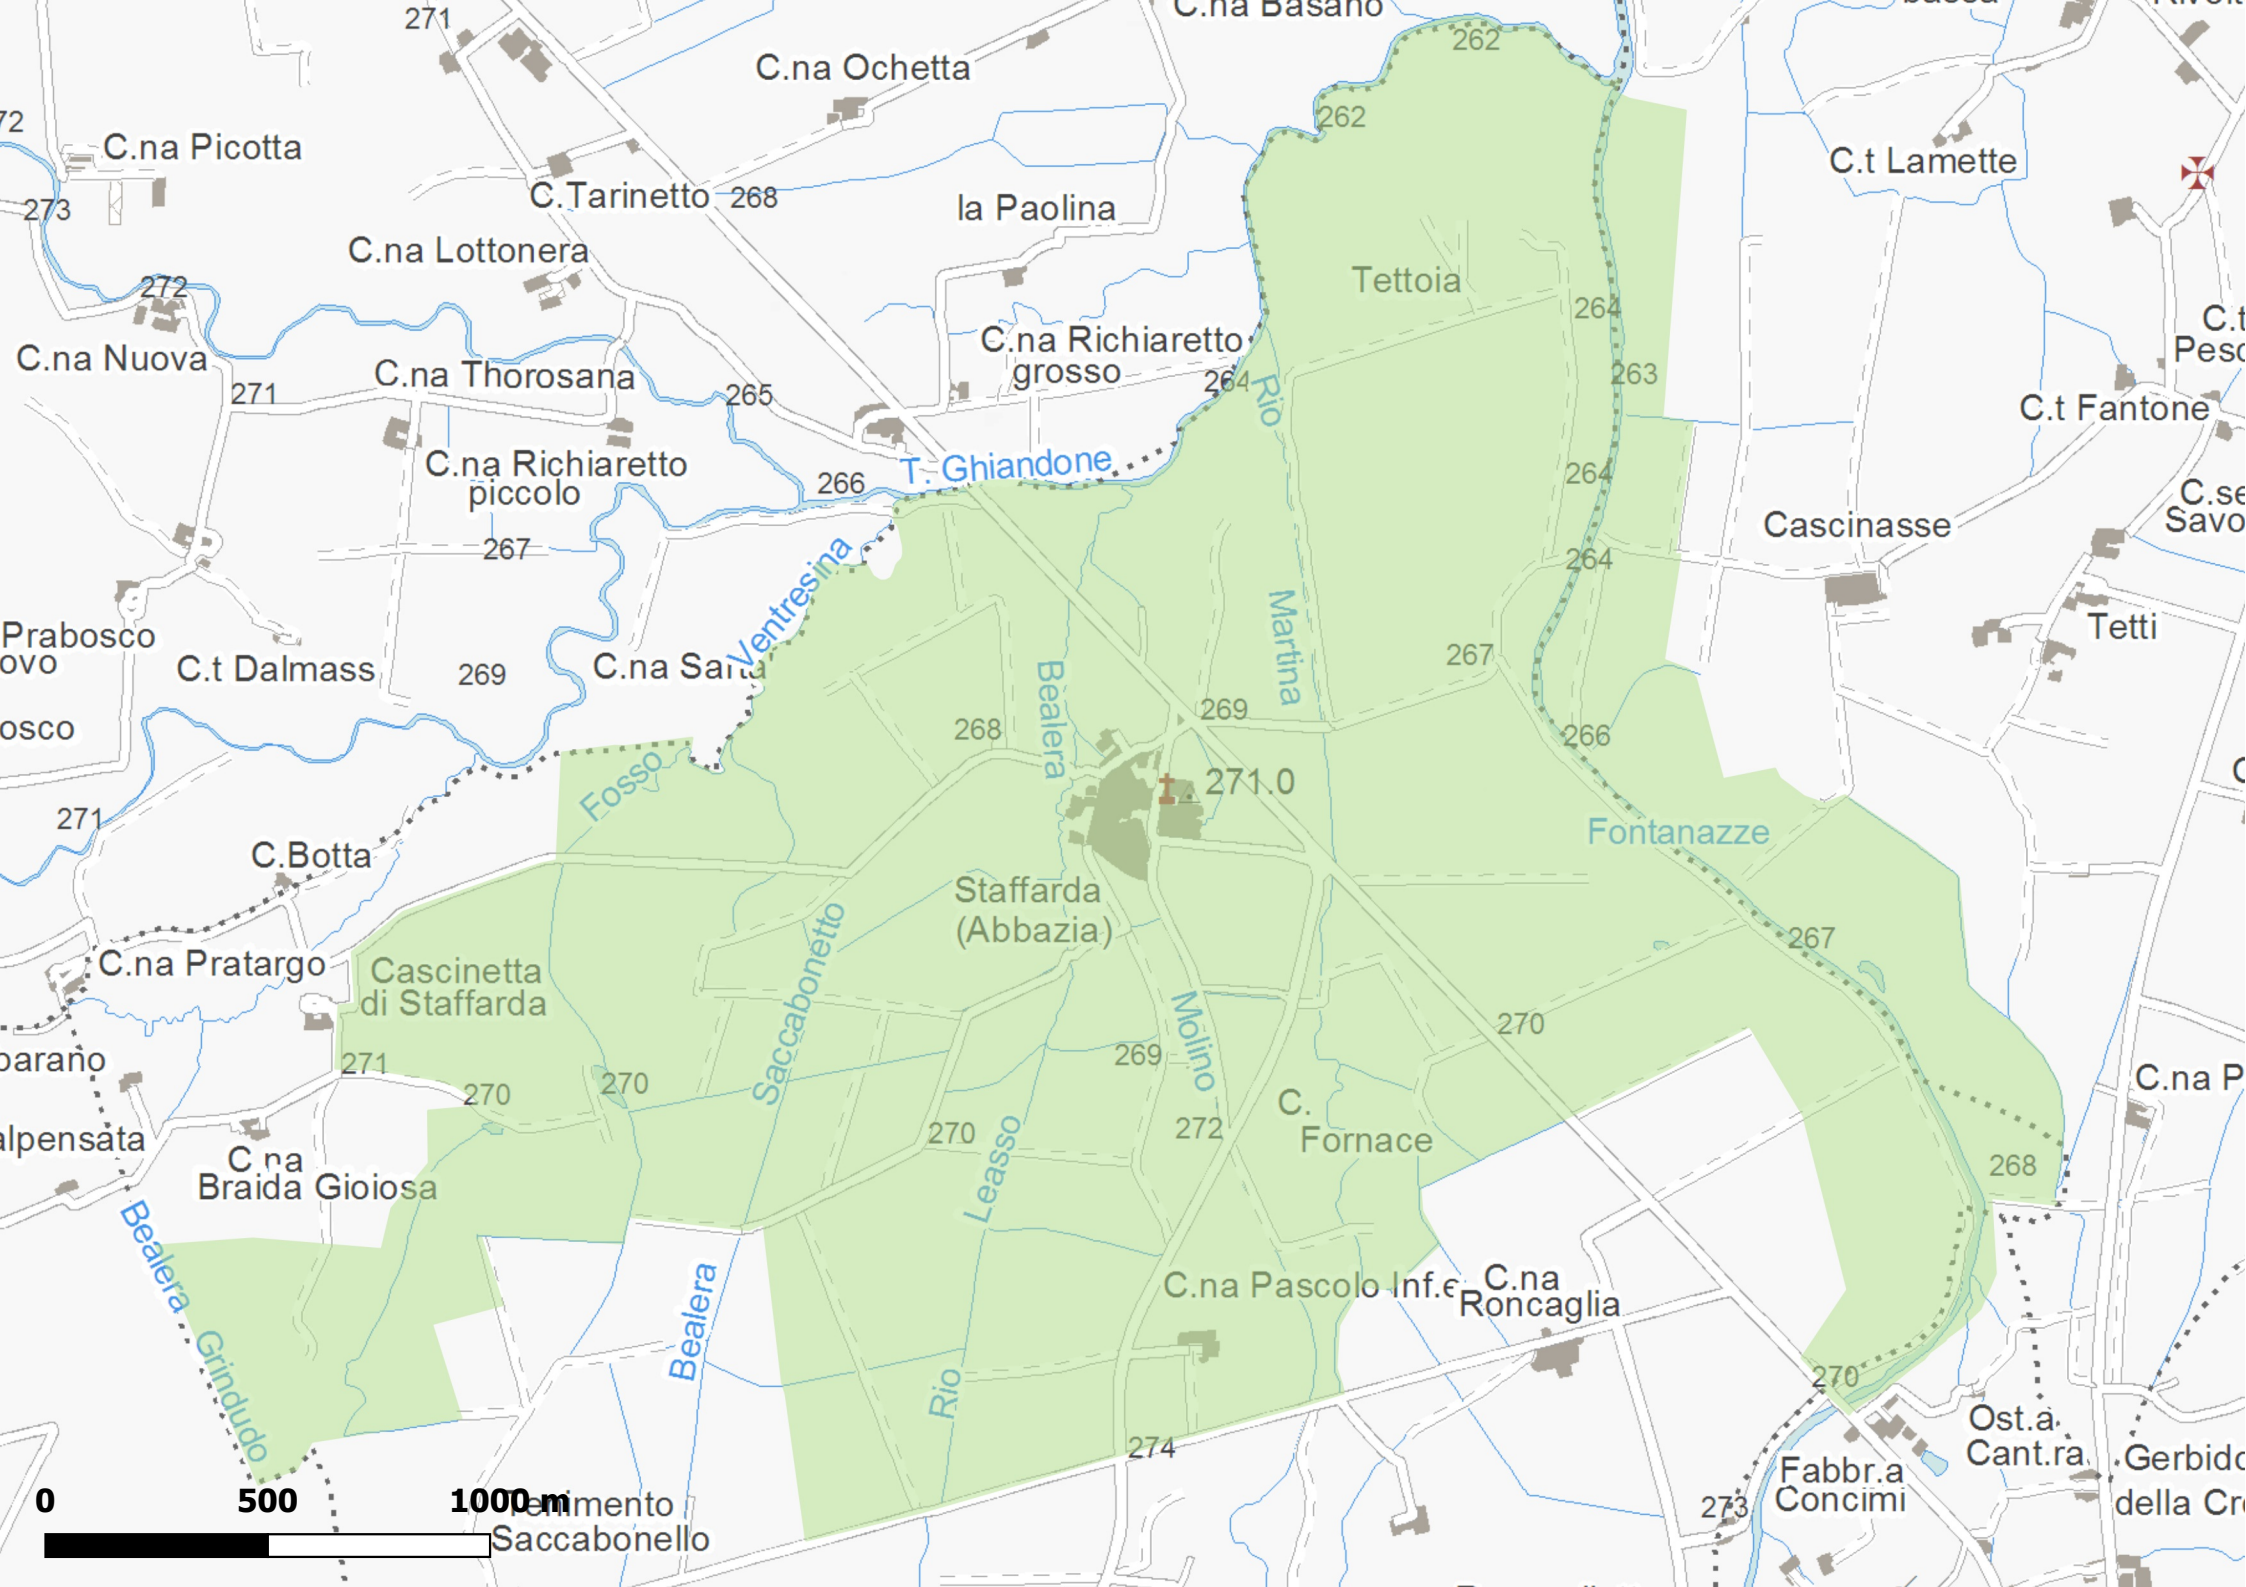 271
C.na Basano
262
C.na Ochetta
72
262
C.na Picotta
C.t Lamette
C.Tarinetto 268
273
la Paolina
C.na Lottonera
Tettoia
272
264
C.t
Pesc
C.na Richiaretto
grosso
C.na Nuova
C.na Thorosana
264
263
271
265
Rio
C.t Fantone
C.na Richiaretto
piccolo
T. Ghiandone
266
264
C.se
Savo
Cascinasse
267
264
Ventresina
Martina
Prabosco
ovo
Tetti
C.t Dalmass
269
Bealera
267
269
268
osco
266
Fosso
271.0
271
Fontanazze
C.Botta
Staffarda
(Abbazia)
Saccabonetto
267
C.na Pratargo
Cascinetta
di Staffarda
Molino
270
barano
271
270
270
269
C.na P
C.
Fornace
alpensata
270
272
Leasso
268
C.na
Braida Gioiosa
Bealera
C.na Pascolo Inf.e
C.na
Roncaglia
Bealera
Grindudo
Rio
270
274
Ost.a
Cant.ra
Gerbido
della Cr
Fabbr.a
Concimi
273
0 500 1000 m
Tenimento
Saccabonello